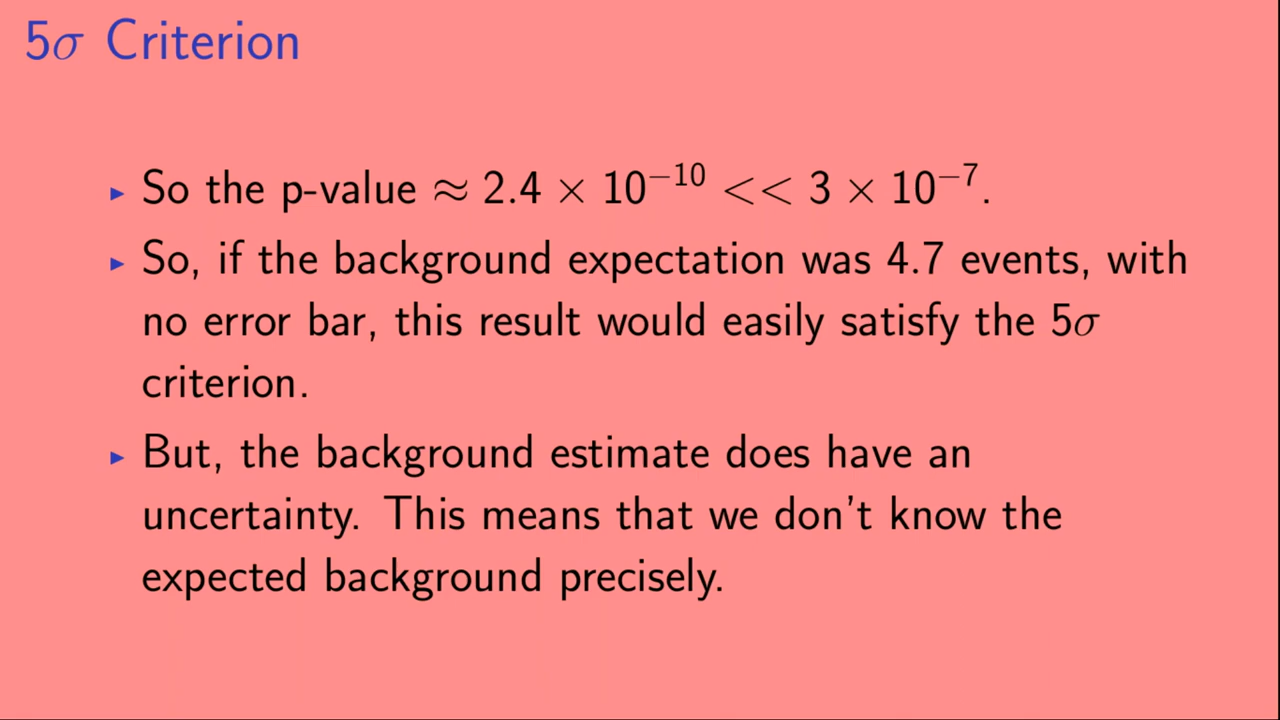 5σ Criterion
So the p-value ≈ 2.4 × 10⁻¹⁰ << 3 × 10⁻⁷.
So, if the background expectation was 4.7 events, with
no error bar, this result would easily satisfy the 5σ
criterion.
But, the background estimate does have an
uncertainty. This means that we don't know the
expected background precisely.